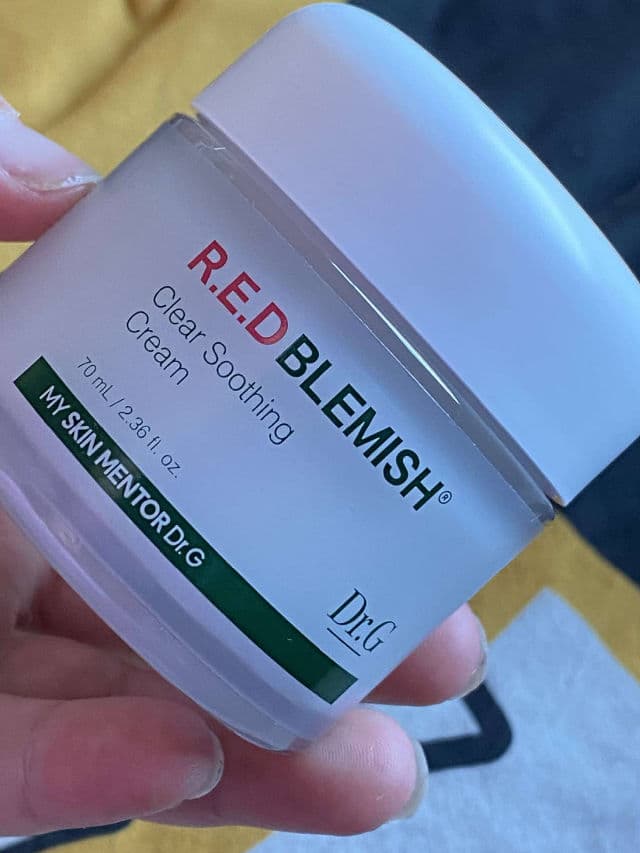 R.E.D BLEMISH®
Clear Soothing
Cream
70 mL / 2.36 fl. oz.
MY SKIN MENTOR Dr.G
Dr.G